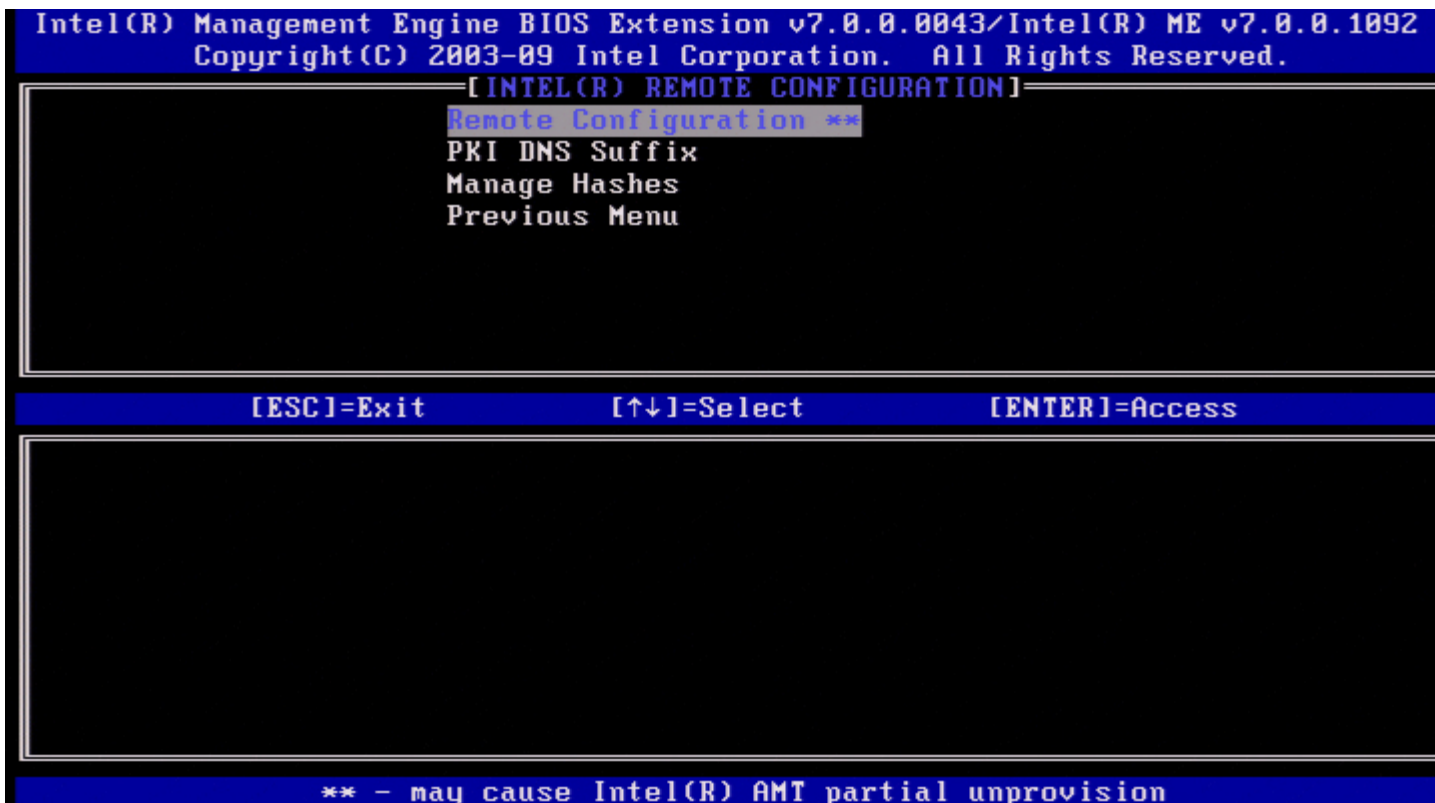 Intel(R) Management Engine BIOS Extension v7.0.0.0043/Intel(R) ME v7.0.0.1092
Copyright(C) 2003-09 Intel Corporation. All Rights Reserved.
[INTEL(R) REMOTE CONFIGURATION]
Remote Configuration **
PKI DNS Suffix
Manage Hashes
Previous Menu
[ESC]=Exit [↑↓]=Select [ENTER]=Access
** - may cause Intel(R) AMT partial unprovision